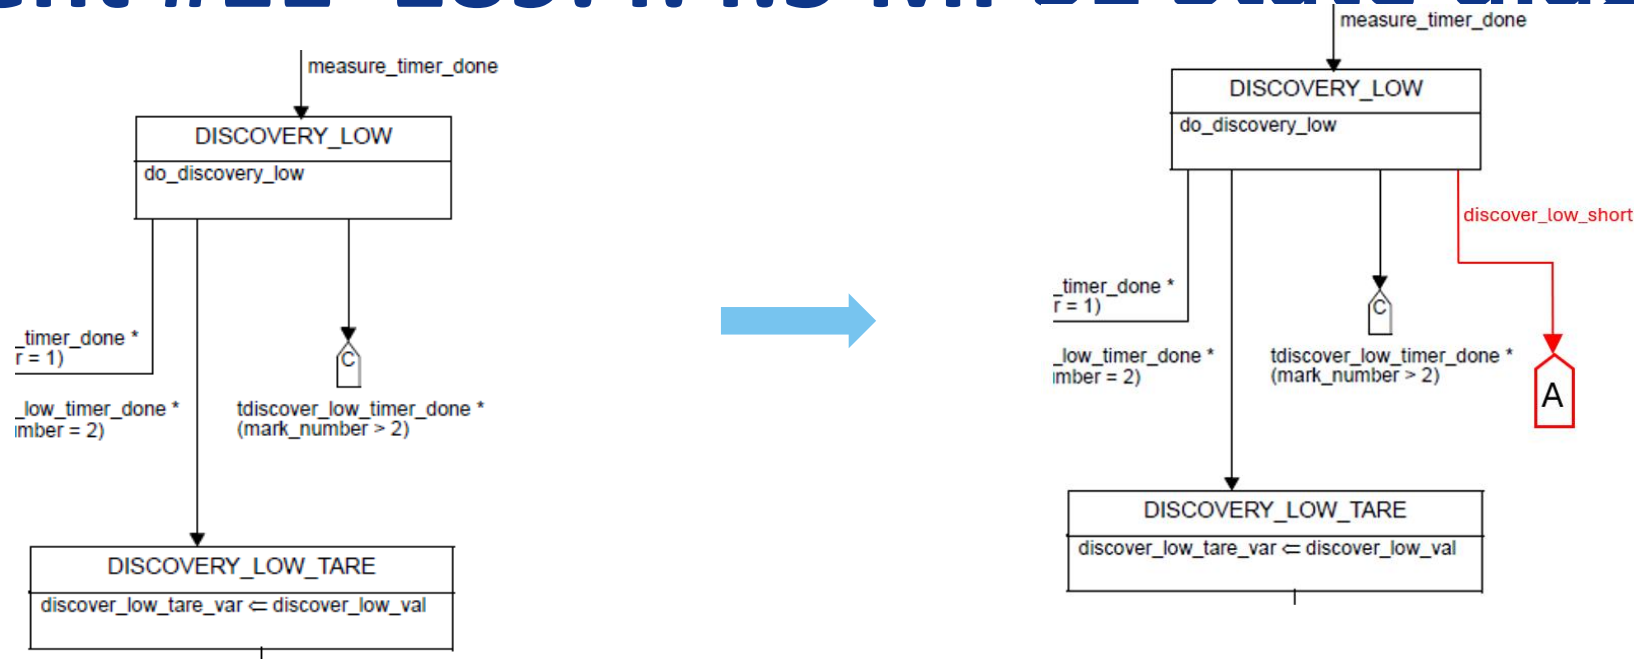 measure_timer_done
DISCOVERY_LOW
do_discovery_low
_timer_done *
r = 1)
C
_low_timer_done *
mber = 2)
tdiscover_low_timer_done *
(mark_number > 2)
DISCOVERY_LOW_TARE
discover_low_tare_var ⇐ discover_low_val
measure_timer_done
DISCOVERY_LOW
do_discovery_low
discover_low_short
_timer_done *
r = 1)
C
_low_timer_done *
mber = 2)
tdiscover_low_timer_done *
(mark_number > 2)
A
DISCOVERY_LOW_TARE
discover_low_tare_var ⇐ discover_low_val